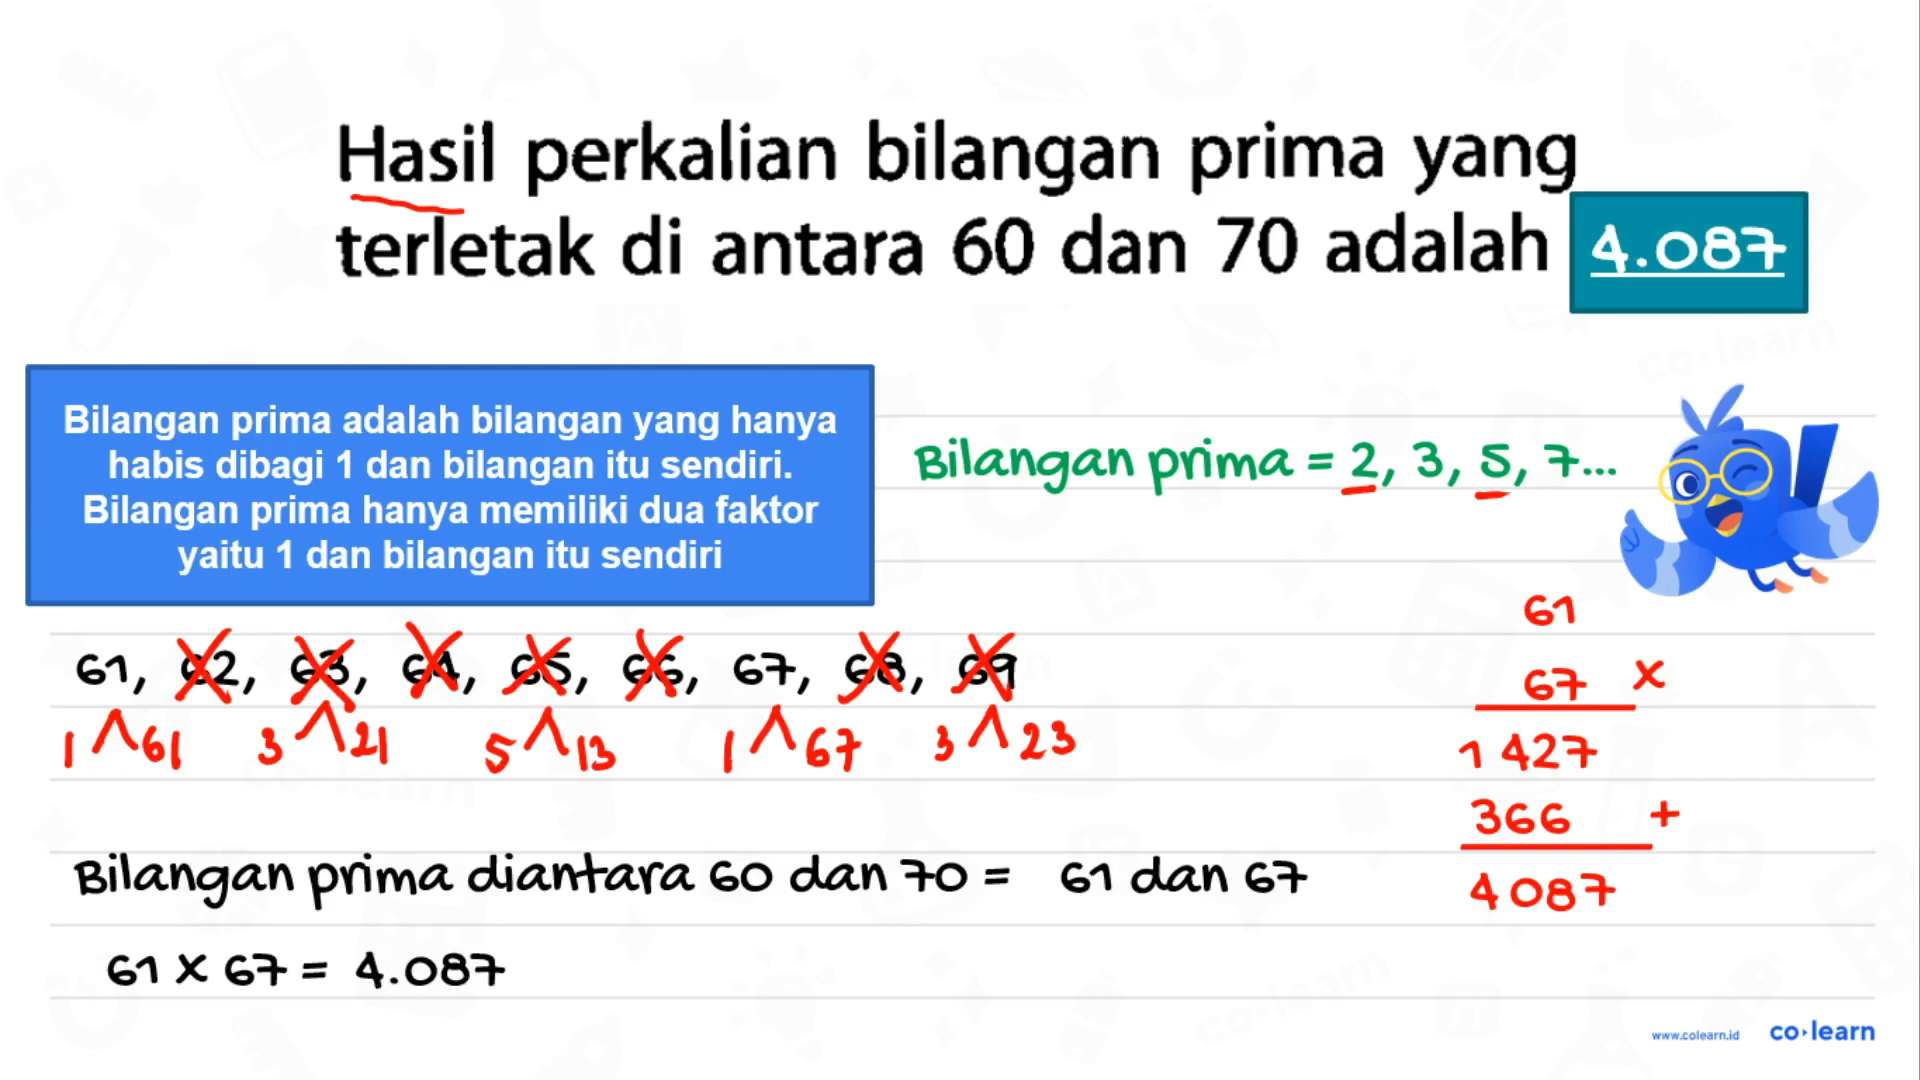 Hasil perkalian bilangan prima yang
terletak di antara 60 dan 70 adalah 4.087
Bilangan prima adalah bilangan yang hanya
habis dibagi 1 dan bilangan itu sendiri.
Bilangan prima hanya memiliki dua faktor
yaitu 1 dan bilangan itu sendiri
Bilangan prima = 2, 3, 5, 7...
61, 62, 63, 64, 65, 66, 67, 68, 69
1 61 3 21 5 13 1 67 3 23
61
67 x
1427
366 +
4087
Bilangan prima diantara 60 dan 70 = 61 dan 67
61 x 67 = 4.087
www.colearn.id co·learn